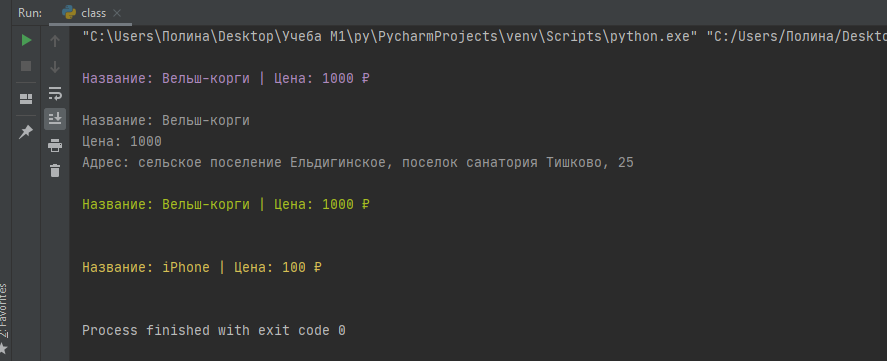 Run: class
"C:\Users\Полина\Desktop\Учеба М1\py\PycharmProjects\venv\Scripts\python.exe" "C:/Users/Полина/Deskto
Название: Вельш-корги | Цена: 1000 ₽
Название: Вельш-корги
Цена: 1000
Адрес: сельское поселение Ельдигинское, поселок санатория Тишково, 25
Название: Вельш-корги | Цена: 1000 ₽
Название: iPhone | Цена: 100 ₽
Process finished with exit code 0
2: Favorites